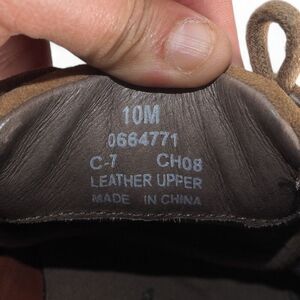 10M
0664771
C-7 CH08
LEATHER UPPER
MADE IN CHINA